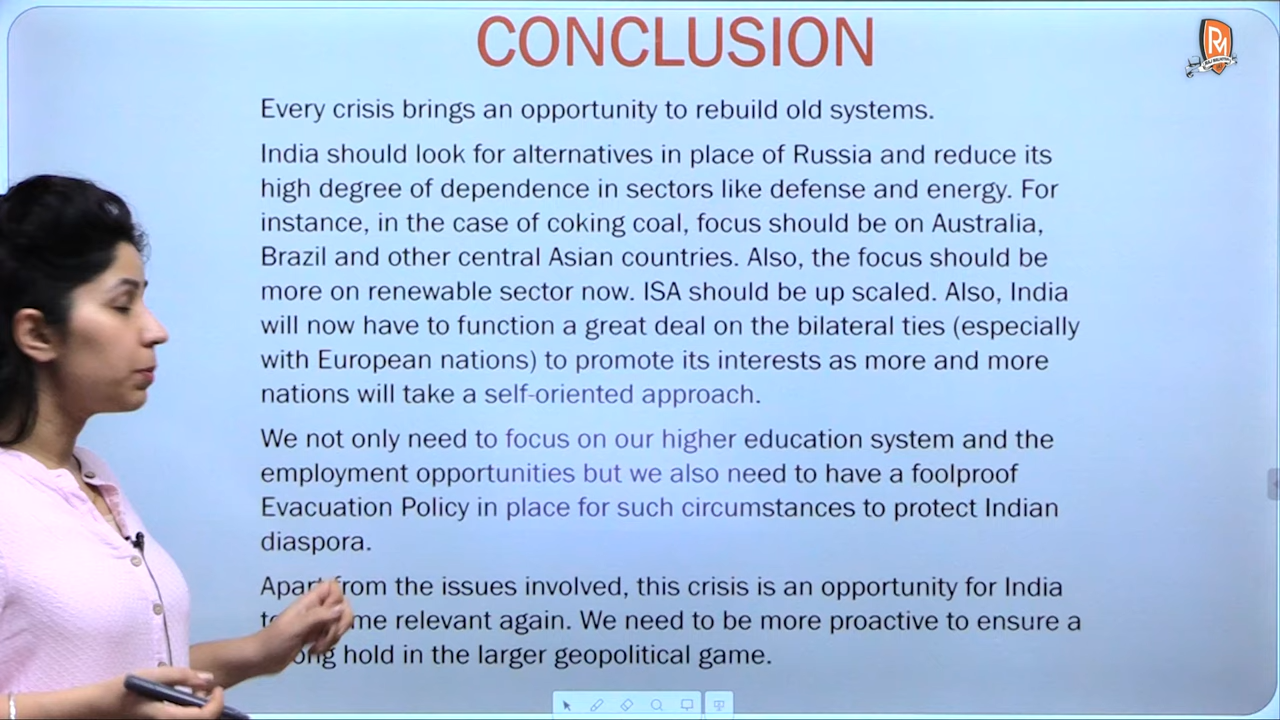 CONCLUSION
Every crisis brings an opportunity to rebuild old systems.
India should look for alternatives in place of Russia and reduce its
high degree of dependence in sectors like defense and energy. For
instance, in the case of coking coal, focus should be on Australia,
Brazil and other central Asian countries. Also, the focus should be
more on renewable sector now. ISA should be up scaled. Also, India
will now have to function a great deal on the bilateral ties (especially
with European nations) to promote its interests as more and more
nations will take a self-oriented approach.
We not only need to focus on our higher education system and the
employment opportunities but we also need to have a foolproof
Evacuation Policy in place for such circumstances to protect Indian
diaspora.
Apart from the issues involved, this crisis is an opportunity for India
relevant again. We need to be more proactive to ensure a
hold in the larger geopolitical game.